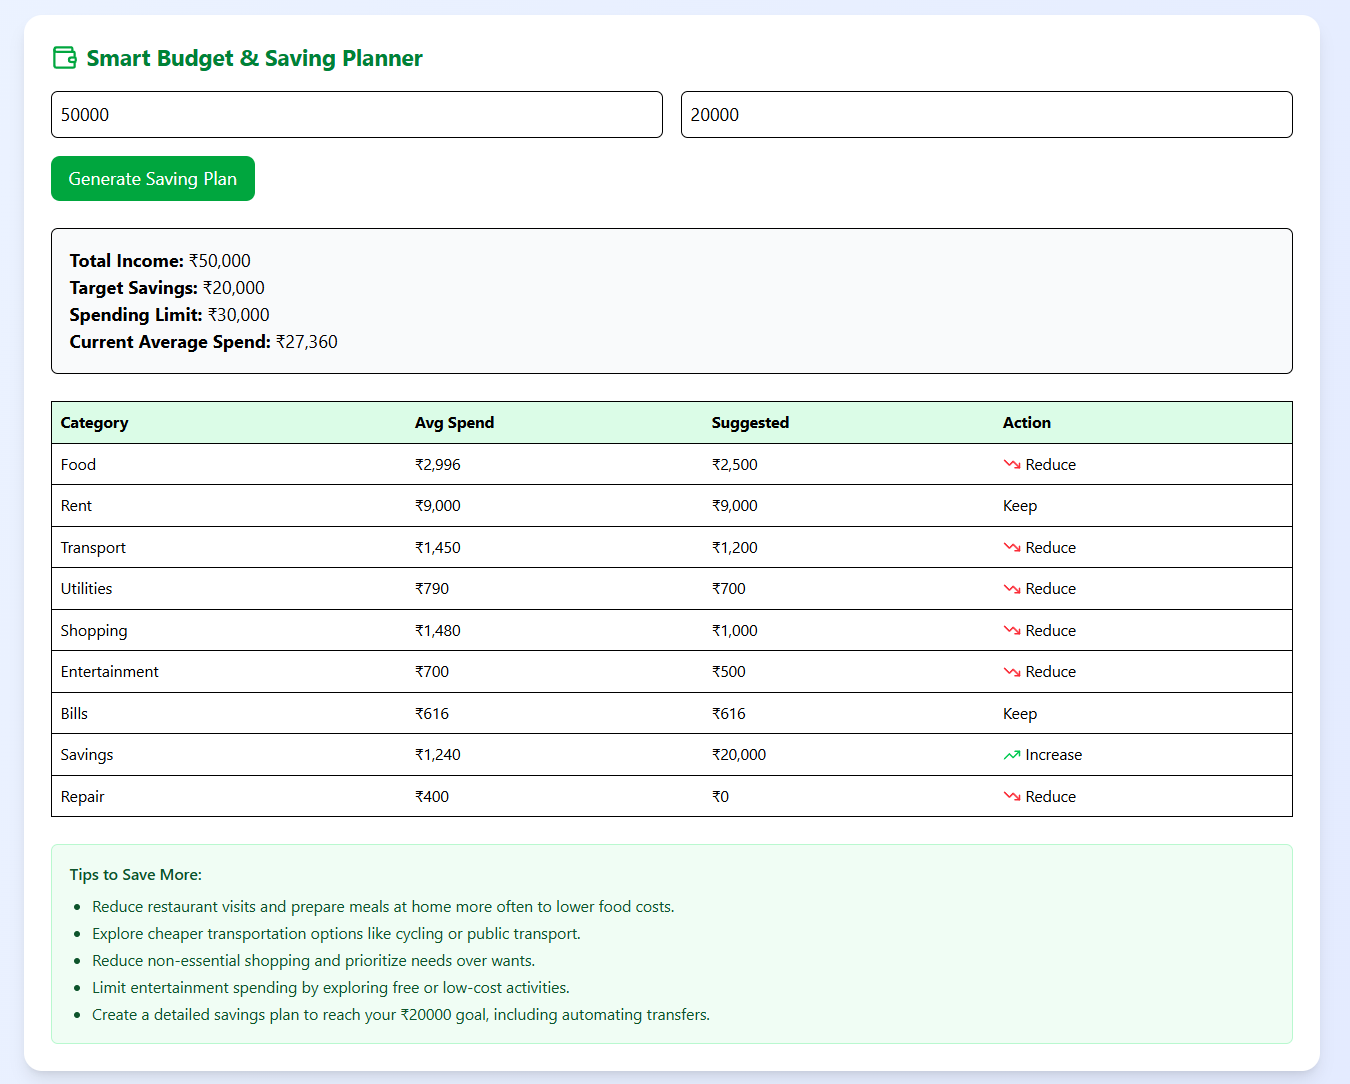 Smart Budget & Saving Planner
50000 20000
Generate Saving Plan
Total Income: ₹50,000
Target Savings: ₹20,000
Spending Limit: ₹30,000
Current Average Spend: ₹27,360
Category Avg Spend Suggested Action
Food ₹2,996 ₹2,500 Reduce
Rent ₹9,000 ₹9,000 Keep
Transport ₹1,450 ₹1,200 Reduce
Utilities ₹790 ₹700 Reduce
Shopping ₹1,480 ₹1,000 Reduce
Entertainment ₹700 ₹500 Reduce
Bills ₹616 ₹616 Keep
Savings ₹1,240 ₹20,000 Increase
Repair ₹400 ₹0 Reduce
Tips to Save More:
• Reduce restaurant visits and prepare meals at home more often to lower food costs.
• Explore cheaper transportation options like cycling or public transport.
• Reduce non-essential shopping and prioritize needs over wants.
• Limit entertainment spending by exploring free or low-cost activities.
• Create a detailed savings plan to reach your ₹20000 goal, including automating transfers.